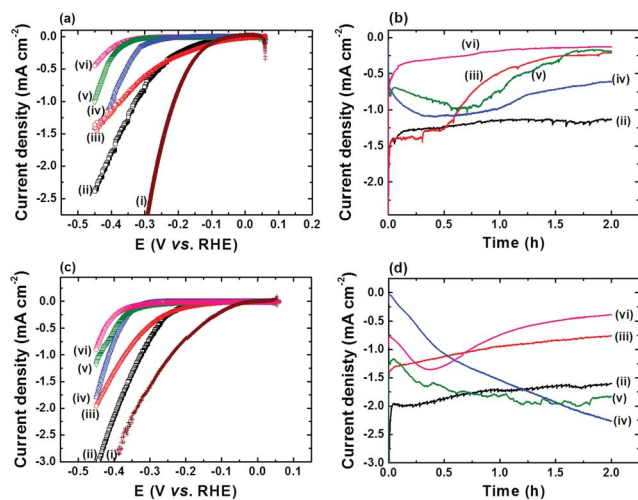 (a)
0.0
-0.5
-1.0
-1.5
-2.0
-2.5
Current density (mA cm-2)
(vi)
(v)
(iv)
(iii)
(ii)
(i)
-0.5 -0.4 -0.3 -0.2 -0.1 0.0 0.1 0.2
E (V vs. RHE)
(b)
0.0
-0.5
-1.0
-1.5
-2.0
Current density (mA cm-2)
(vi)
(iii)
(v)
(iv)
(ii)
0.0 0.5 1.0 1.5 2.0
Time (h)
(c)
0.0
-0.5
-1.0
-1.5
-2.0
-2.5
-3.0
Current density (mA cm-2)
(vi)
(v)
(iv)
(iii)
(ii)
(i)
-0.5 -0.4 -0.3 -0.2 -0.1 0.0 0.1
E (V vs. RHE)
(d)
0.0
-0.5
-1.0
-1.5
-2.0
-2.5
-3.0
Current denisty (mA cm-2)
(vi)
(iii)
(ii)
(v)
(iv)
0.0 0.5 1.0 1.5 2.0
Time (h)